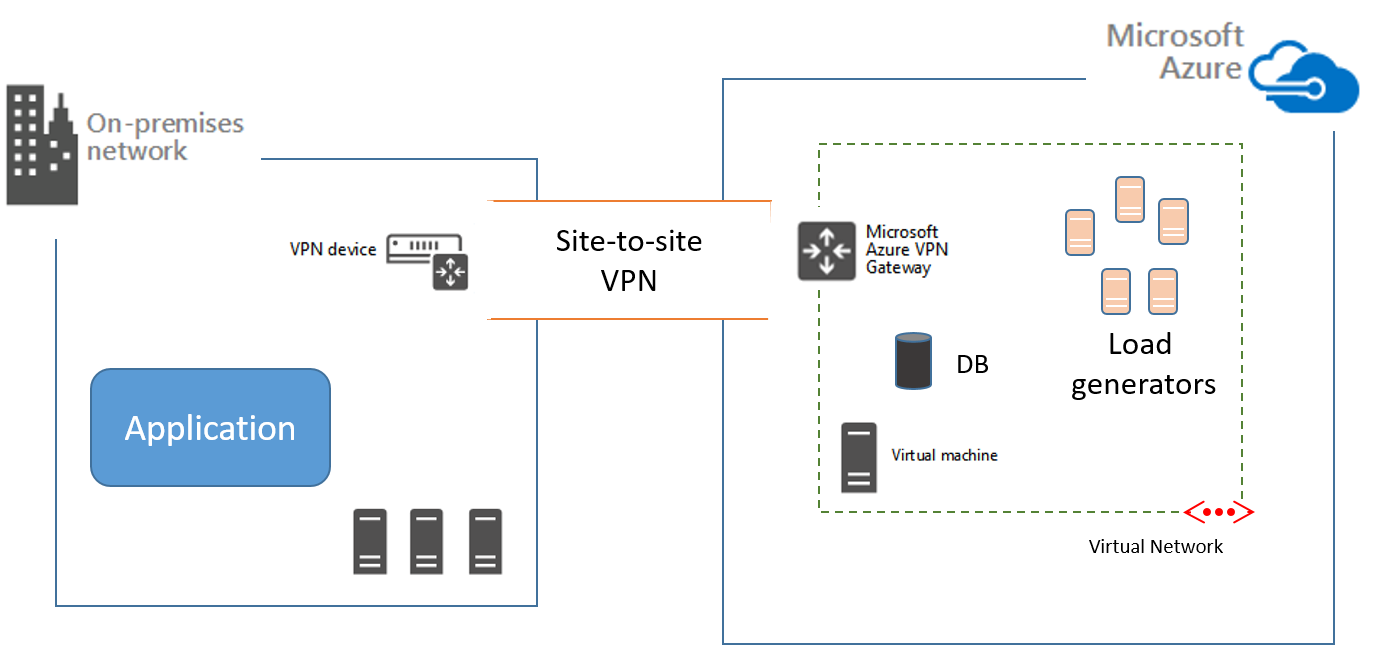 Microsoft
Azure
On-premises
network
VPN device
Site-to-site
VPN
Microsoft
Azure VPN
Gateway
DB
Load
generators
Application
Virtual machine
Virtual Network